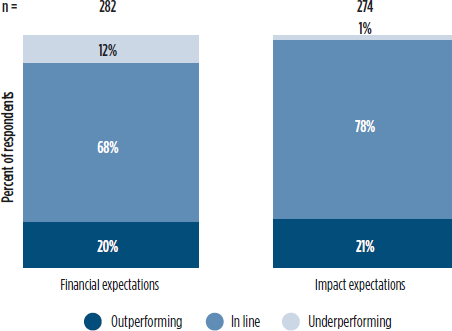 n = 282 274
1%
12%
78%
68%
20% 21%
Percent of respondents
Financial expectations Impact expectations
Outperforming In line Underperforming